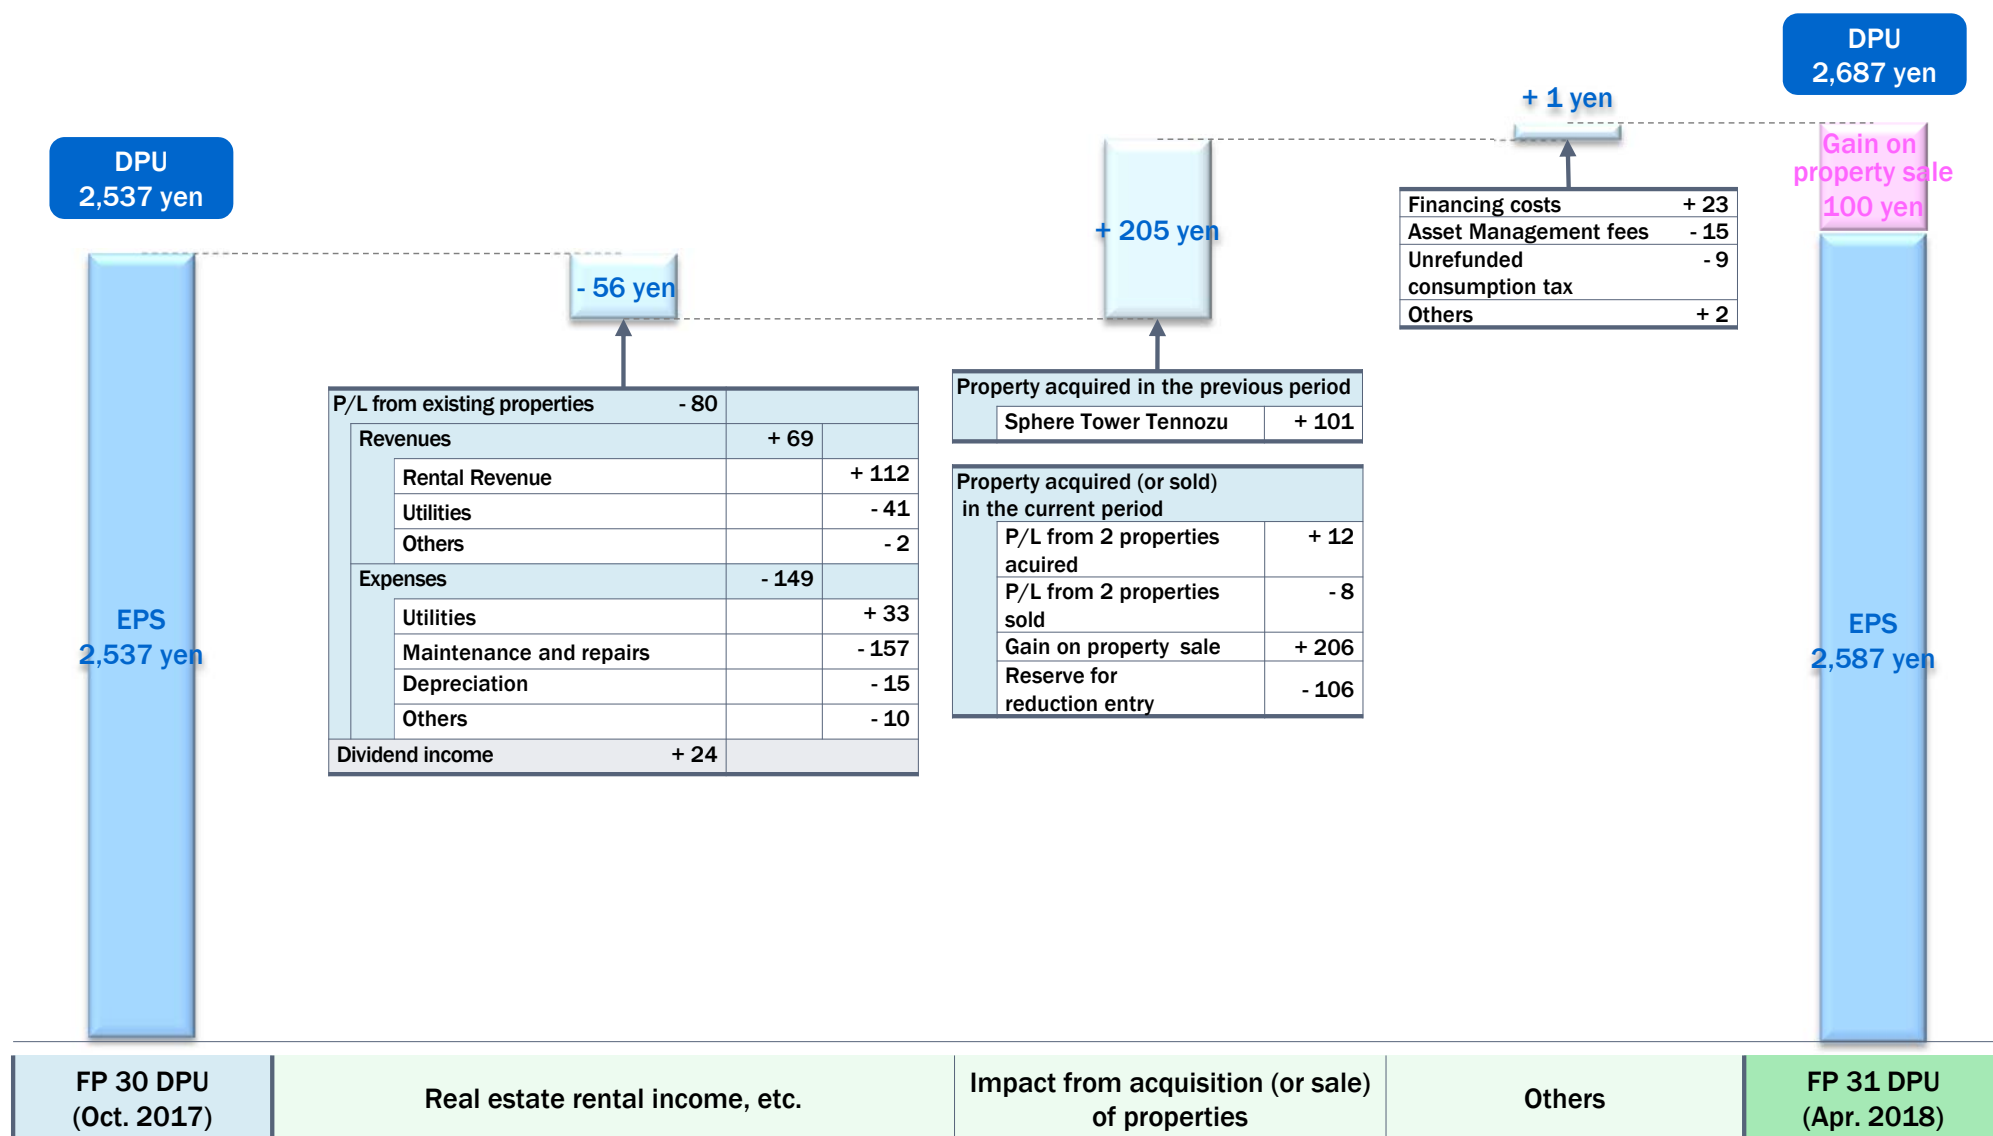 DPU
2,537 yen
EPS
2,537 yen
- 56 yen
P/L from existing properties - 80
Revenues + 69
Rental Revenue + 112
Utilities - 41
Others - 2
Expenses - 149
Utilities + 33
Maintenance and repairs - 157
Depreciation - 15
Others - 10
Dividend income + 24
+ 205 yen
Property acquired in the previous period
Sphere Tower Tennozu + 101
Property acquired (or sold)
in the current period
P/L from 2 properties + 12
acuired
P/L from 2 properties - 8
sold
Gain on property sale + 206
Reserve for
reduction entry - 106
+ 1 yen
Financing costs + 23
Asset Management fees - 15
Unrefunded - 9
consumption tax
Others + 2
DPU
2,687 yen
Gain on
property sale
100 yen
EPS
2,587 yen
FP 30 DPU
(Oct. 2017)
Real estate rental income, etc.
Impact from acquisition (or sale)
of properties
Others
FP 31 DPU
(Apr. 2018)